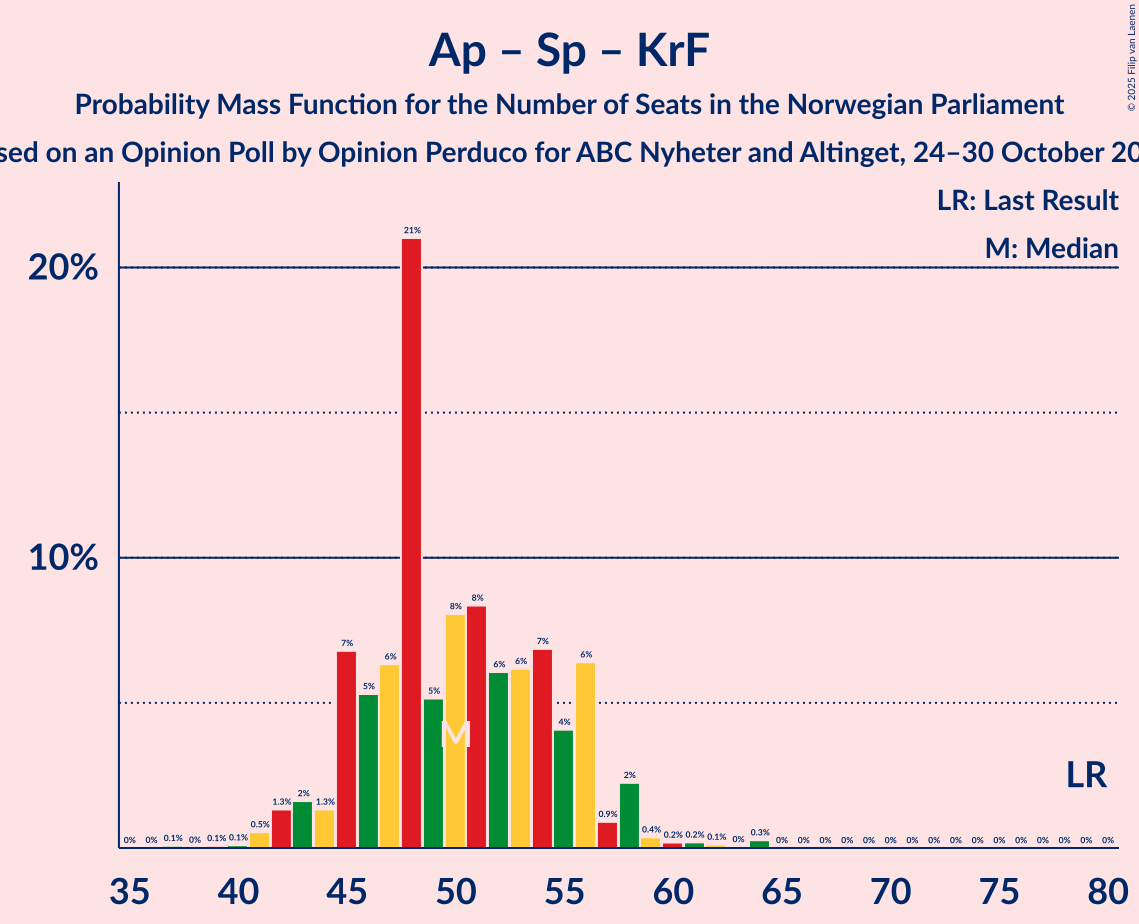 Ap – Sp – KrF
Probability Mass Function for the Number of Seats in the Norwegian Parliament
sed on an Opinion Poll by Opinion Perduco for ABC Nyheter and Altinget, 24–30 October 20
© 2025 Filip van Laenen
LR: Last Result
M: Median
20%
10%
0% 0% 0.1% 0% 0.1% 0.1% 0.5% 1.3% 2% 1.3% 7% 5% 6% 21% 5% 8% 8% 6% 6% 7% 4% 6% 0.9% 2% 0.4% 0.2% 0.2% 0.1% 0% 0.3% 0% 0% 0% 0% 0% 0% 0% 0% 0% 0% 0% 0% 0% 0% 0% 0%
M
LR
35 40 45 50 55 60 65 70 75 80